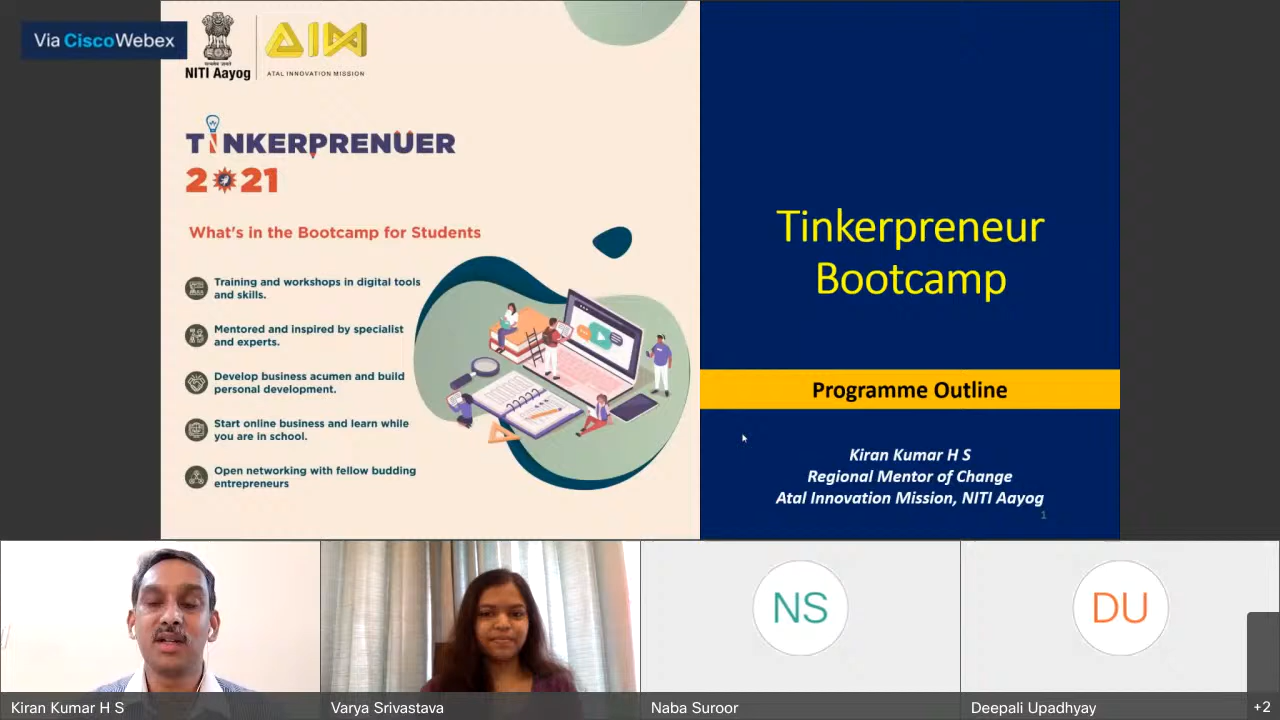 Via Cisco Webex
NITI Aayog
AIM
ATAL INNOVATION MISSION
TINKERPRENUER
2021
What's in the Bootcamp for Students
Training and workshops in digital tools
and skills.
Mentored and inspired by specialist
and experts.
Develop business acumen and build
personal development.
Start online business and learn while
you are in school.
Open networking with fellow budding
entrepreneurs
Tinkerpreneur
Bootcamp
Programme Outline
Kiran Kumar H S
Regional Mentor of Change
Atal Innovation Mission, NITI Aayog
1
NS
DU
Kiran Kumar H S
Varya Srivastava
Naba Suroor
Deepali Upadhyay
+2